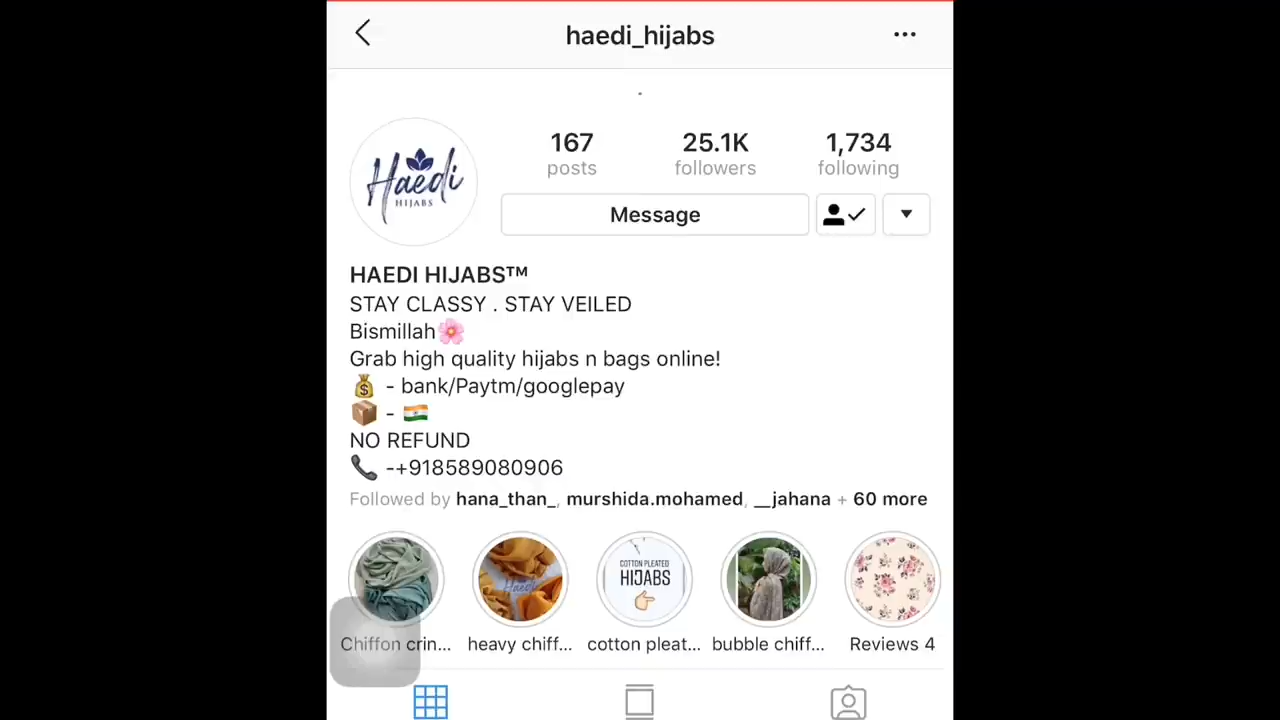 haedi_hijabs
167
posts
25.1K
followers
1,734
following
Haedi
HIJABS
Message
HAEDI HIJABS™
STAY CLASSY . STAY VEILED
Bismillah🌸
Grab high quality hijabs n bags online!
💰 - bank/Paytm/googlepay
📦 - 🇮🇳
NO REFUND
📞 -+918589080906
Followed by hana_than_, murshida.mohamed, __jahana + 60 more
Haedi
COTTON PLEATED
HIJABS
Chiffon crin...
heavy chiff...
cotton pleat...
bubble chiff...
Reviews 4